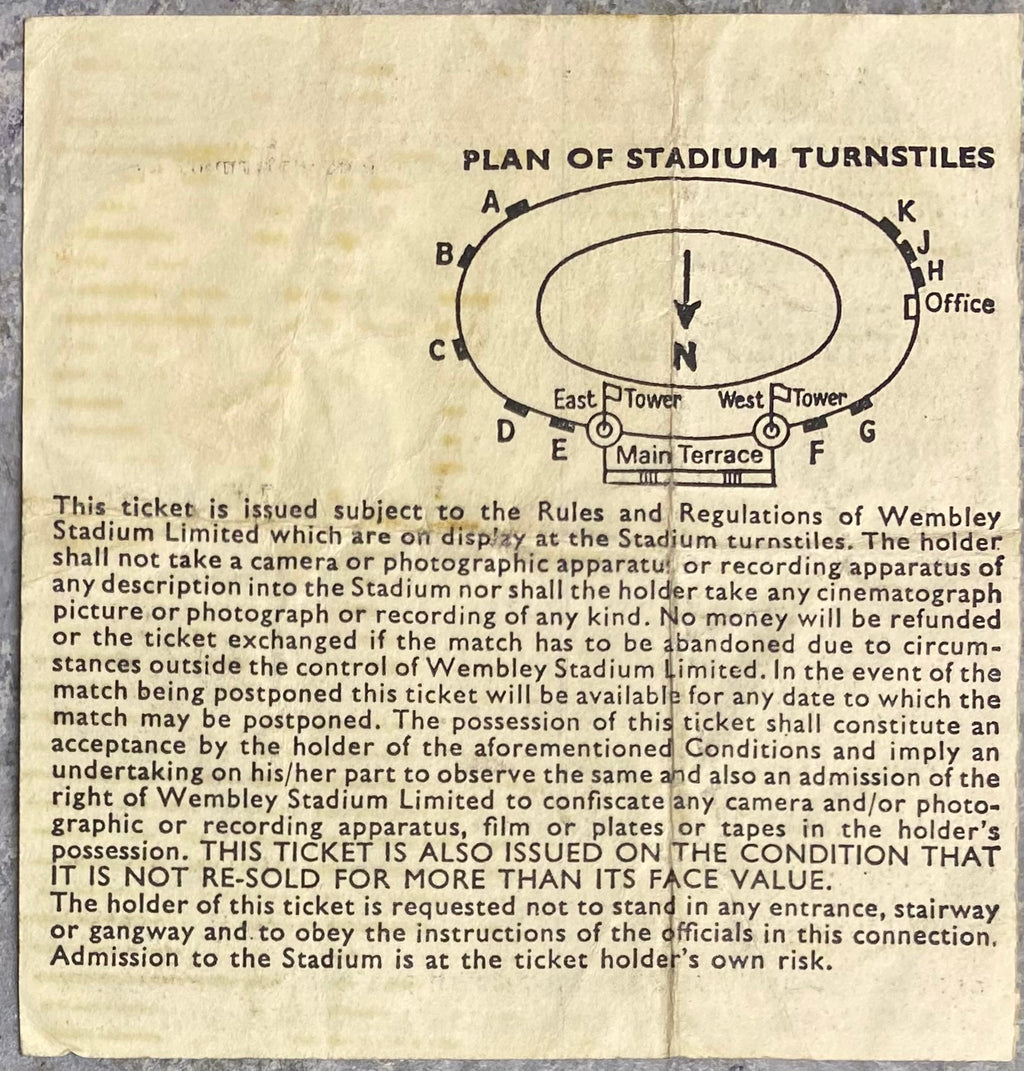 PLAN OF STADIUM TURNSTILES
A
K
B
J
H
Office
C
N
East Tower West Tower
D
E
F
G
Main Terrace
This ticket is issued subject to the Rules and Regulations of Wembley
Stadium Limited which are on display at the Stadium turnstiles. The holder
shall not take a camera or photographic apparatus or recording apparatus of
any description into the Stadium nor shall the holder take any cinematograph
picture or photograph or recording of any kind. No money will be refunded
or the ticket exchanged if the match has to be abandoned due to circum-
stances outside the control of Wembley Stadium Limited. In the event of the
match being postponed this ticket will be available for any date to which the
match may be postponed. The possession of this ticket shall constitute an
acceptance by the holder of the aforementioned Conditions and imply an
undertaking on his/her part to observe the same and also an admission of the
right of Wembley Stadium Limited to confiscate any camera and/or photo-
graphic or recording apparatus, film or plates or tapes in the holder's
possession. THIS TICKET IS ALSO ISSUED ON THE CONDITION THAT
IT IS NOT RE-SOLD FOR MORE THAN ITS FACE VALUE.
The holder of this ticket is requested not to stand in any entrance, stairway
or gangway and to obey the instructions of the officials in this connection.
Admission to the Stadium is at the ticket holder's own risk.